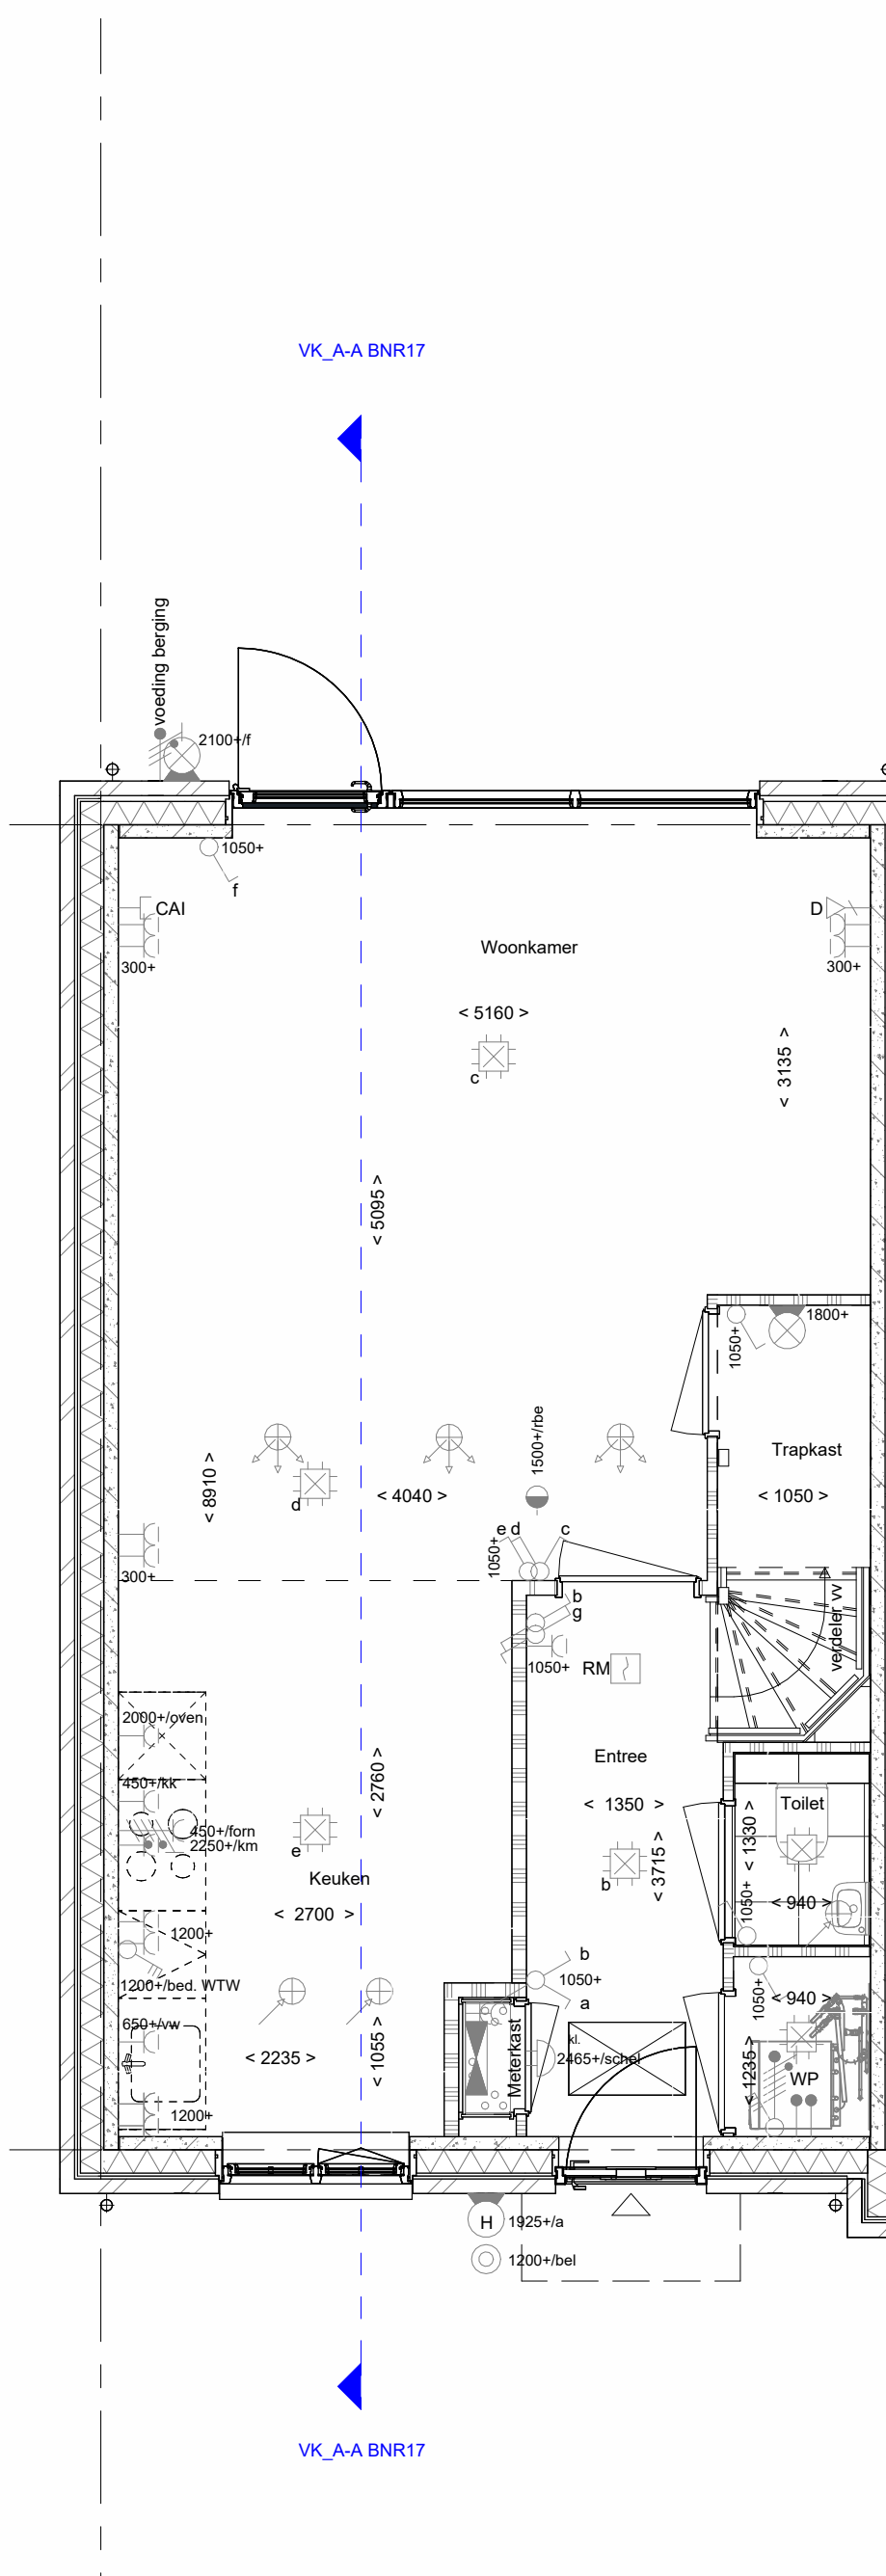 VK_A-A BNR17
voeding berging
2100+/f
1050+
f
CAI
D
300+
300+
Woonkamer
< 5160 >
c
< 3135 >
< 5095 >
1800+
1050+
Trapkast
< 1050 >
1500+/rbe
< 8910 >
d
< 4040 >
e d
c
1050+
300+
b
g
1050+
RM
verdeler vv
2000+/oven
450+/kk
450+/forn
2250+/km
e
Keuken
< 2700 >
< 2760 >
Entree
< 1350 >
< 3715 >
b
Toilet
< 1330 >
< 940 >
1050+
1200+
1200+/bed. WTW
650+/vw
1200+
< 2235 >
< 1055 >
b
1050+
a
Meterkast
kl.
2465+/schel
1050+
< 940 >
< 1235 >
WP
H
1925+/a
1200+/bel
VK_A-A BNR17